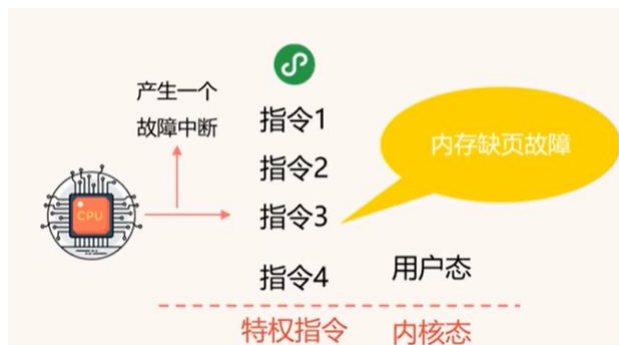 产生一个
故障中断
指令1
指令2
内存缺页故障
CPU
指令3
指令4
用户态
特权指令
内核态